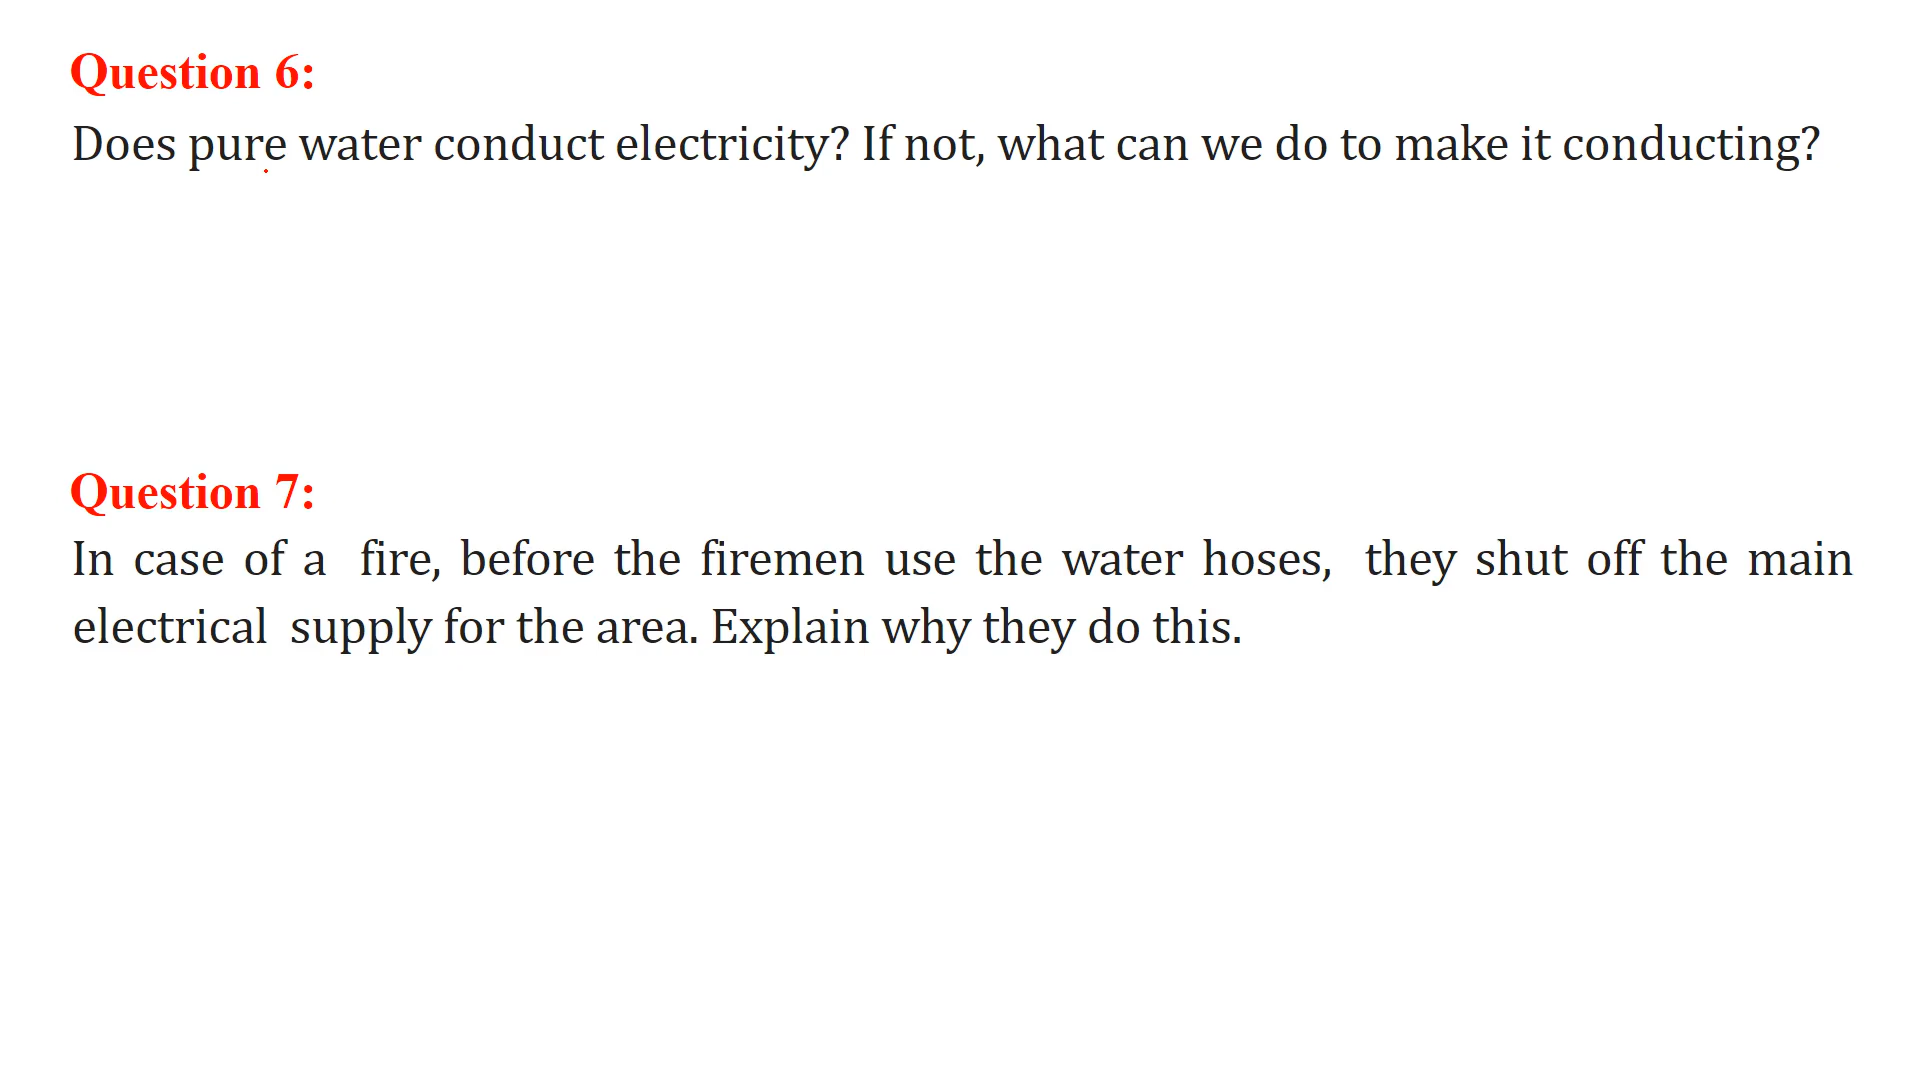 Question 6:
Does pure water conduct electricity? If not, what can we do to make it conducting?
Question 7:
In case of a fire, before the firemen use the water hoses, they shut off the main
electrical supply for the area. Explain why they do this.